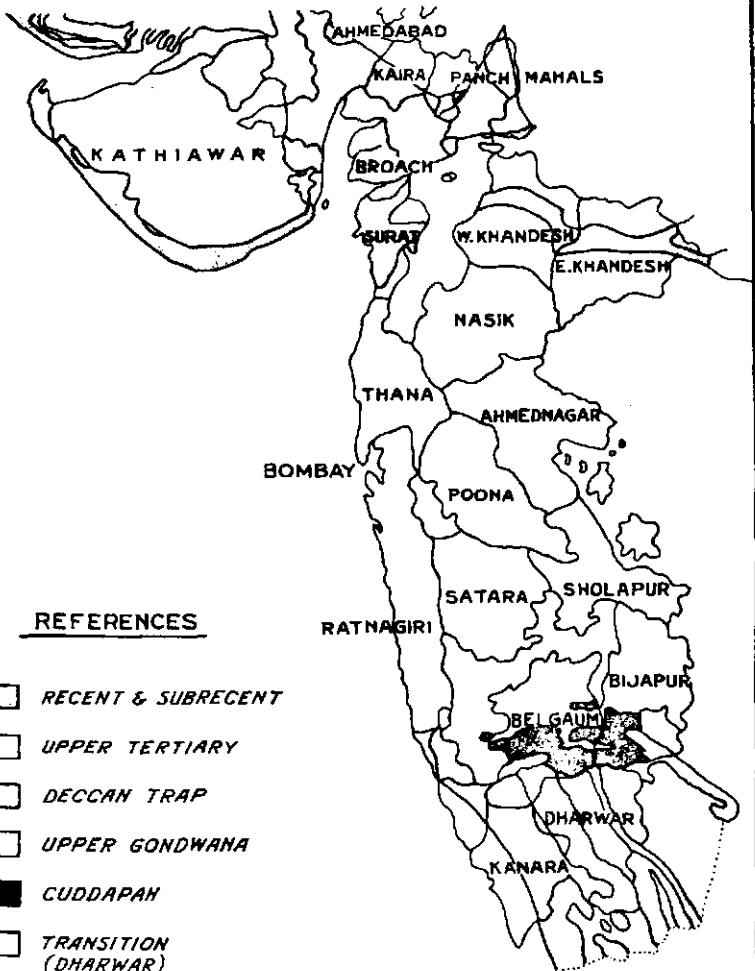 AHMEDABAD
KAIRA
PANCH MAHALS
KATHIAWAR
BROACH
SURAT
W. KHANDESH
E. KHANDESH
NASIK
THANA
AHMEDNAGAR
BOMBAY
POONA
SATARA
SHOLAPUR
RATNAGIRI
BIJAPUR
BELGAUM
DHARWAR
KANARA
REFERENCES
RECENT & SUBRECENT
UPPER TERTIARY
DECCAN TRAP
UPPER GONDWANA
CUDDAPAH
TRANSITION
(DHARWAR)